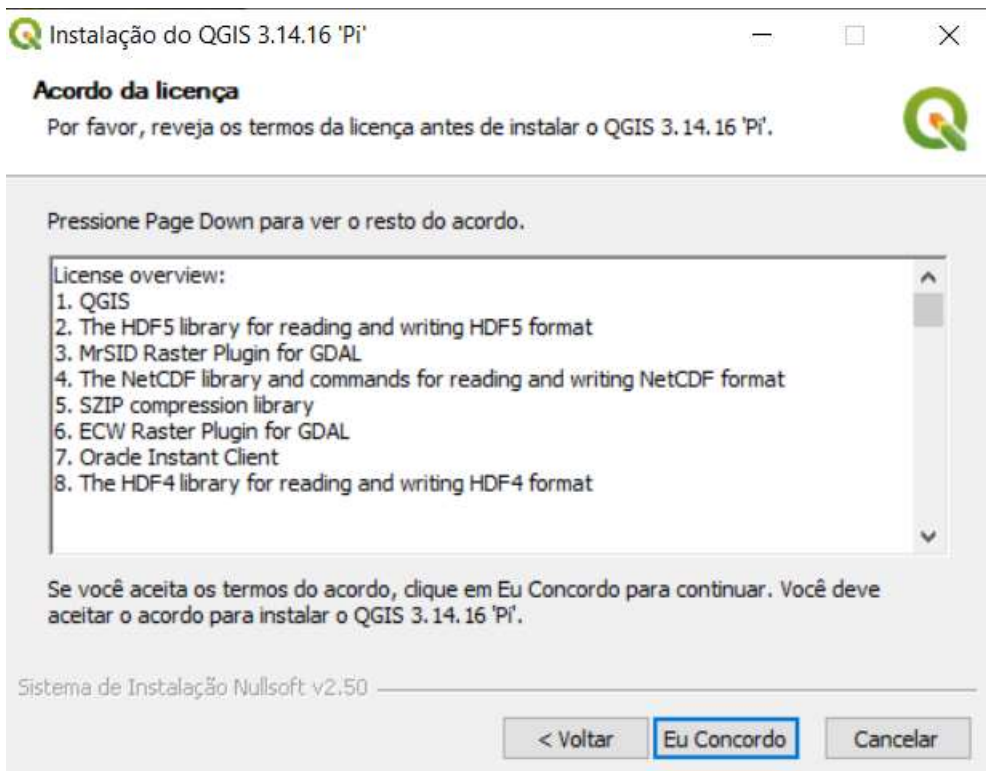 Instalação do QGIS 3.14.16 'Pi'
Acordo da licença
Por favor, reveja os termos da licença antes de instalar o QGIS 3.14.16 'Pi'.
Pressione Page Down para ver o resto do acordo.
License overview:
1. QGIS
2. The HDF5 library for reading and writing HDF5 format
3. MrSID Raster Plugin for GDAL
4. The NetCDF library and commands for reading and writing NetCDF format
5. SZIP compression library
6. ECW Raster Plugin for GDAL
7. Oracle Instant Client
8. The HDF4 library for reading and writing HDF4 format
Se você aceita os termos do acordo, clique em Eu Concordo para continuar. Você deve
aceitar o acordo para instalar o QGIS 3.14.16 'Pi'.
Sistema de Instalação Nullsoft v2.50
< Voltar Eu Concordo Cancelar